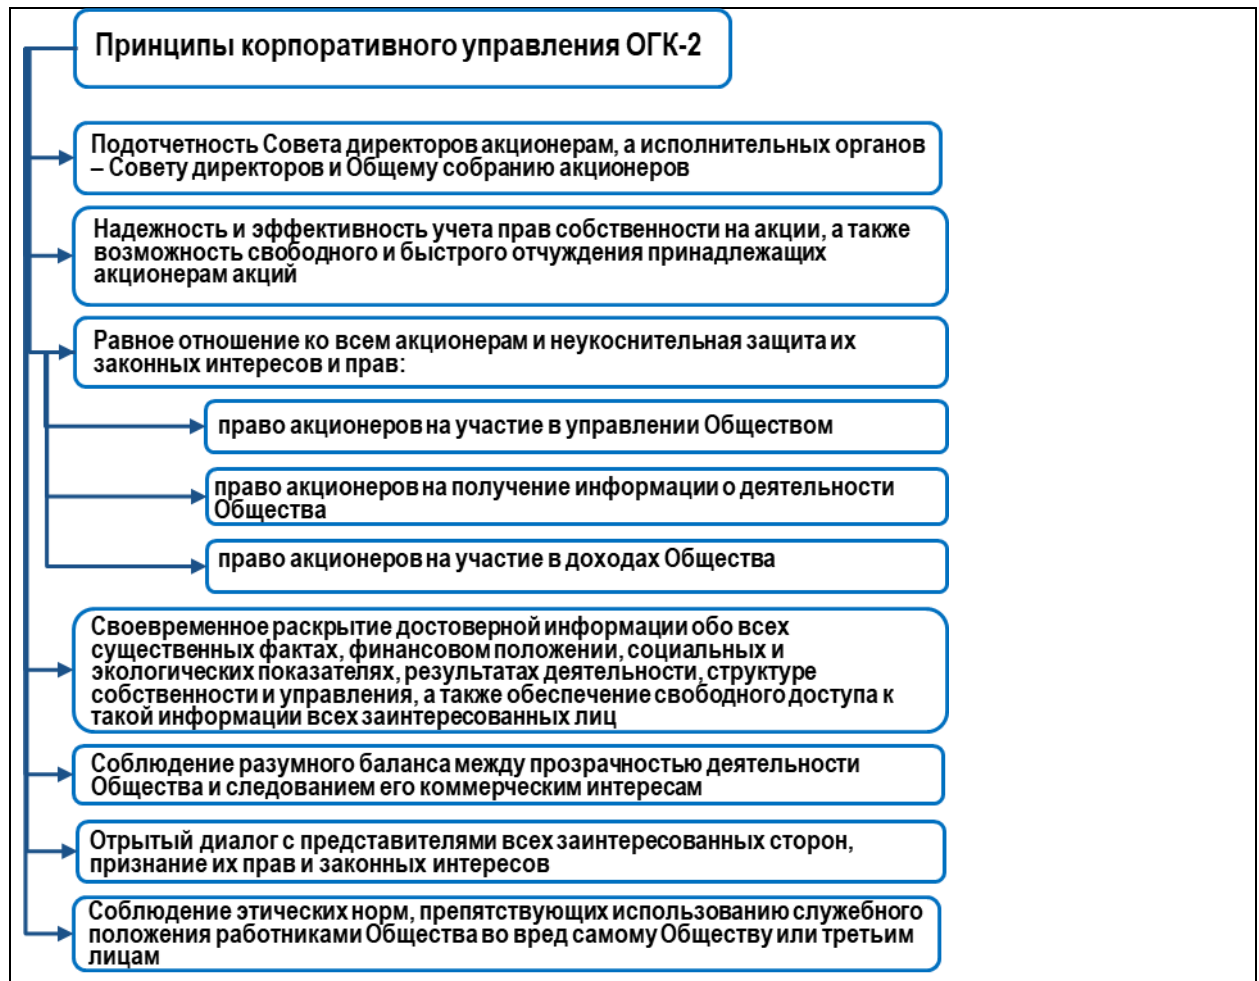 Принципы корпоративного управления ОГК-2
Подотчетность Совета директоров акционерам, а исполнительных органов
– Совету директоров и Общему собранию акционеров
Надежность и эффективность учета прав собственности на акции, а также
возможность свободного и быстрого отчуждения принадлежащих
акционерам акций
Равное отношение ко всем акционерам и неукоснительная защита их
законных интересов и прав:
право акционеров на участие в управлении Обществом
право акционеров на получение информации о деятельности
Общества
право акционеров на участие в доходах Общества
Своевременное раскрытие достоверной информации обо всех
существенных фактах, финансовом положении, социальных и
экологических показателях, результатах деятельности, структуре
собственности и управления, а также обеспечение свободного доступа к
такой информации всех заинтересованных лиц
Соблюдение разумного баланса между прозрачностью деятельности
Общества и следованием его коммерческим интересам
Отрытый диалог с представителями всех заинтересованных сторон,
признание их прав и законных интересов
Соблюдение этических норм, препятствующих использованию служебного
положения работниками Общества во вред самому Обществу или третьим
лицам